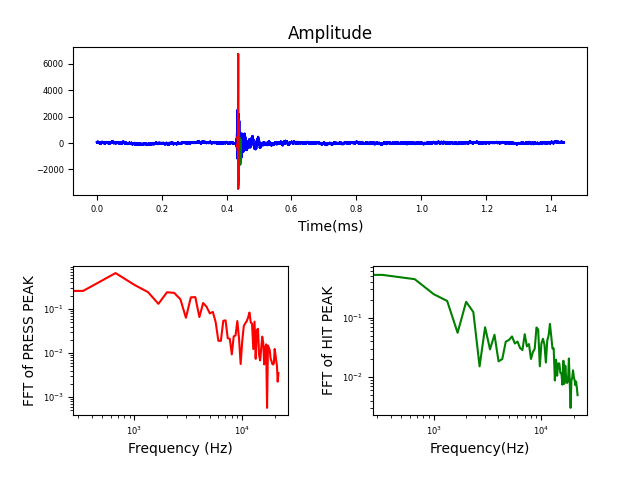 Amplitude
6000
4000
2000
0
−2000
0.0 0.2 0.4 0.6 0.8 1.0 1.2 1.4
Time(ms)
FFT of PRESS PEAK
10⁻¹
10⁻²
10⁻³
10³ 10⁴
Frequency (Hz)
FFT of HIT PEAK
10⁻¹
10⁻²
10³ 10⁴
Frequency(Hz)